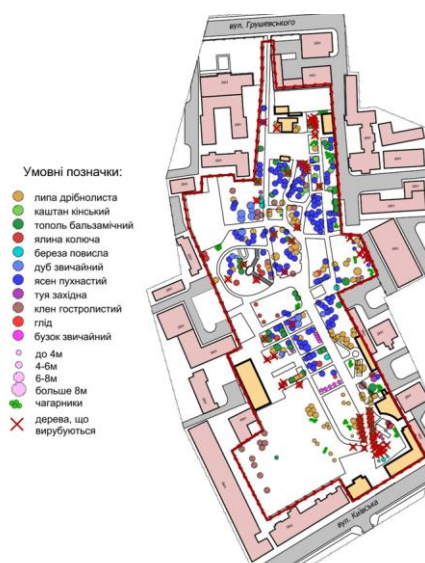 вул. Грушевського
Умовні позначки:
липа дрібнолиста
каштан кінський
тополь бальзамічний
ялина колюча
береза повисла
дуб звичайний
ясен пухнастий
туя західна
клен гостролистий
глід
бузок звичайний
до 4м
4-6м
6-8м
больше 8м
чагарники
дерева, що
вирубуються
вул. Київська